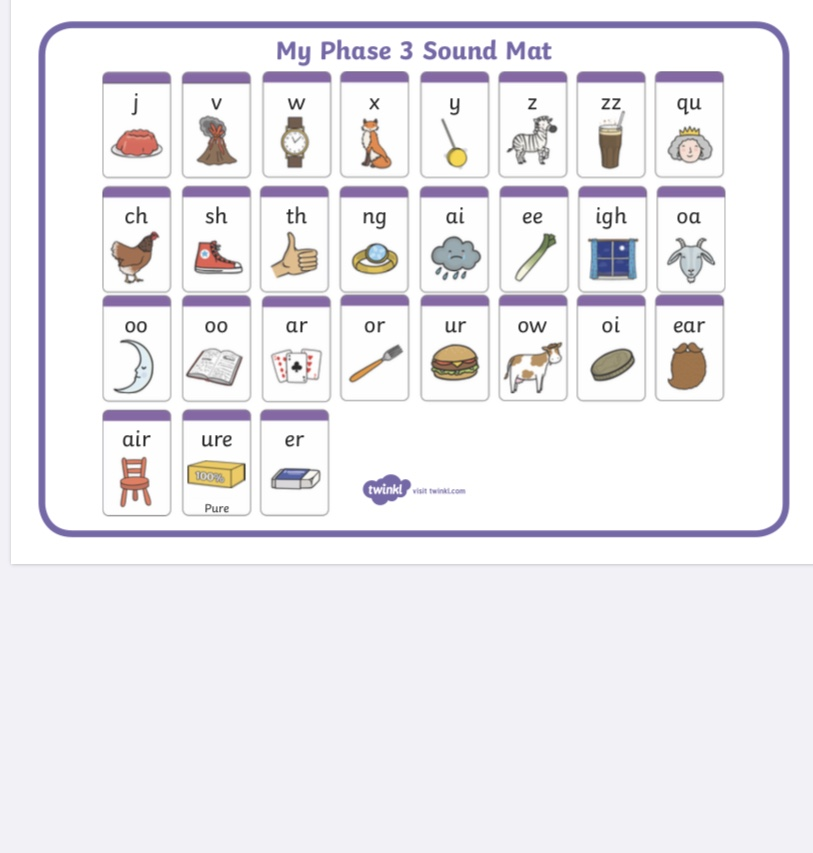 My Phase 3 Sound Mat
j v w x y z zz qu
ch sh th ng ai ee igh oa
oo oo ar or ur ow oi ear
air ure er
100%
twinkl visit twinkl.com
Pure